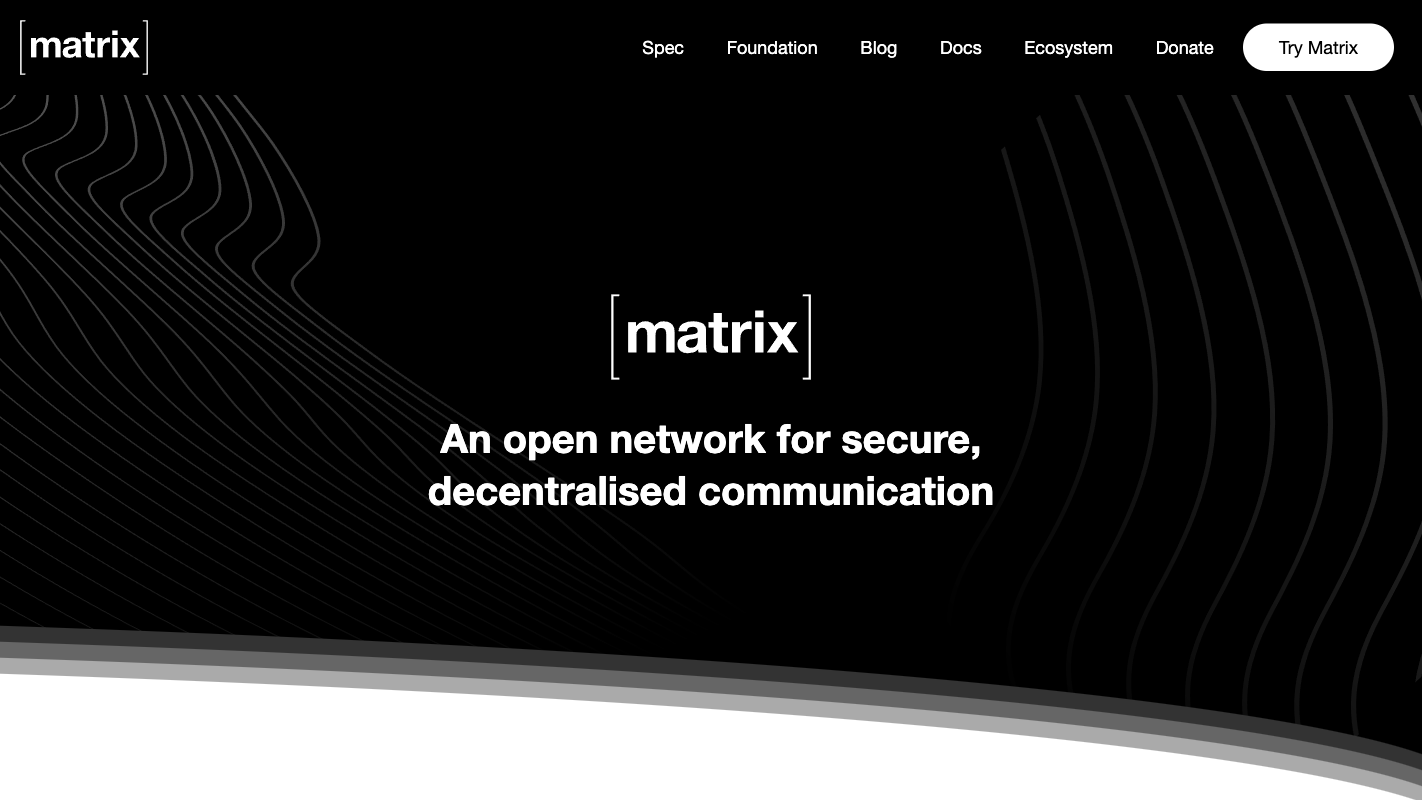 [matrix]
Spec
Foundation
Blog
Docs
Ecosystem
Donate
Try Matrix
[matrix]
An open network for secure,
decentralised communication